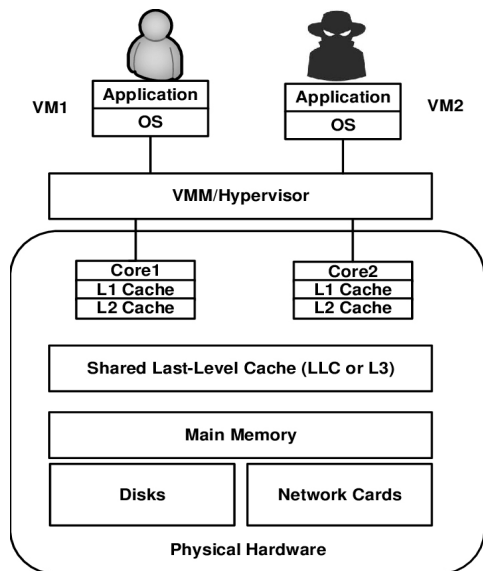 VM1
Application
OS
Application
OS
VM2
VMM/Hypervisor
Core1
L1 Cache
L2 Cache
Core2
L1 Cache
L2 Cache
Shared Last-Level Cache (LLC or L3)
Main Memory
Disks
Network Cards
Physical Hardware